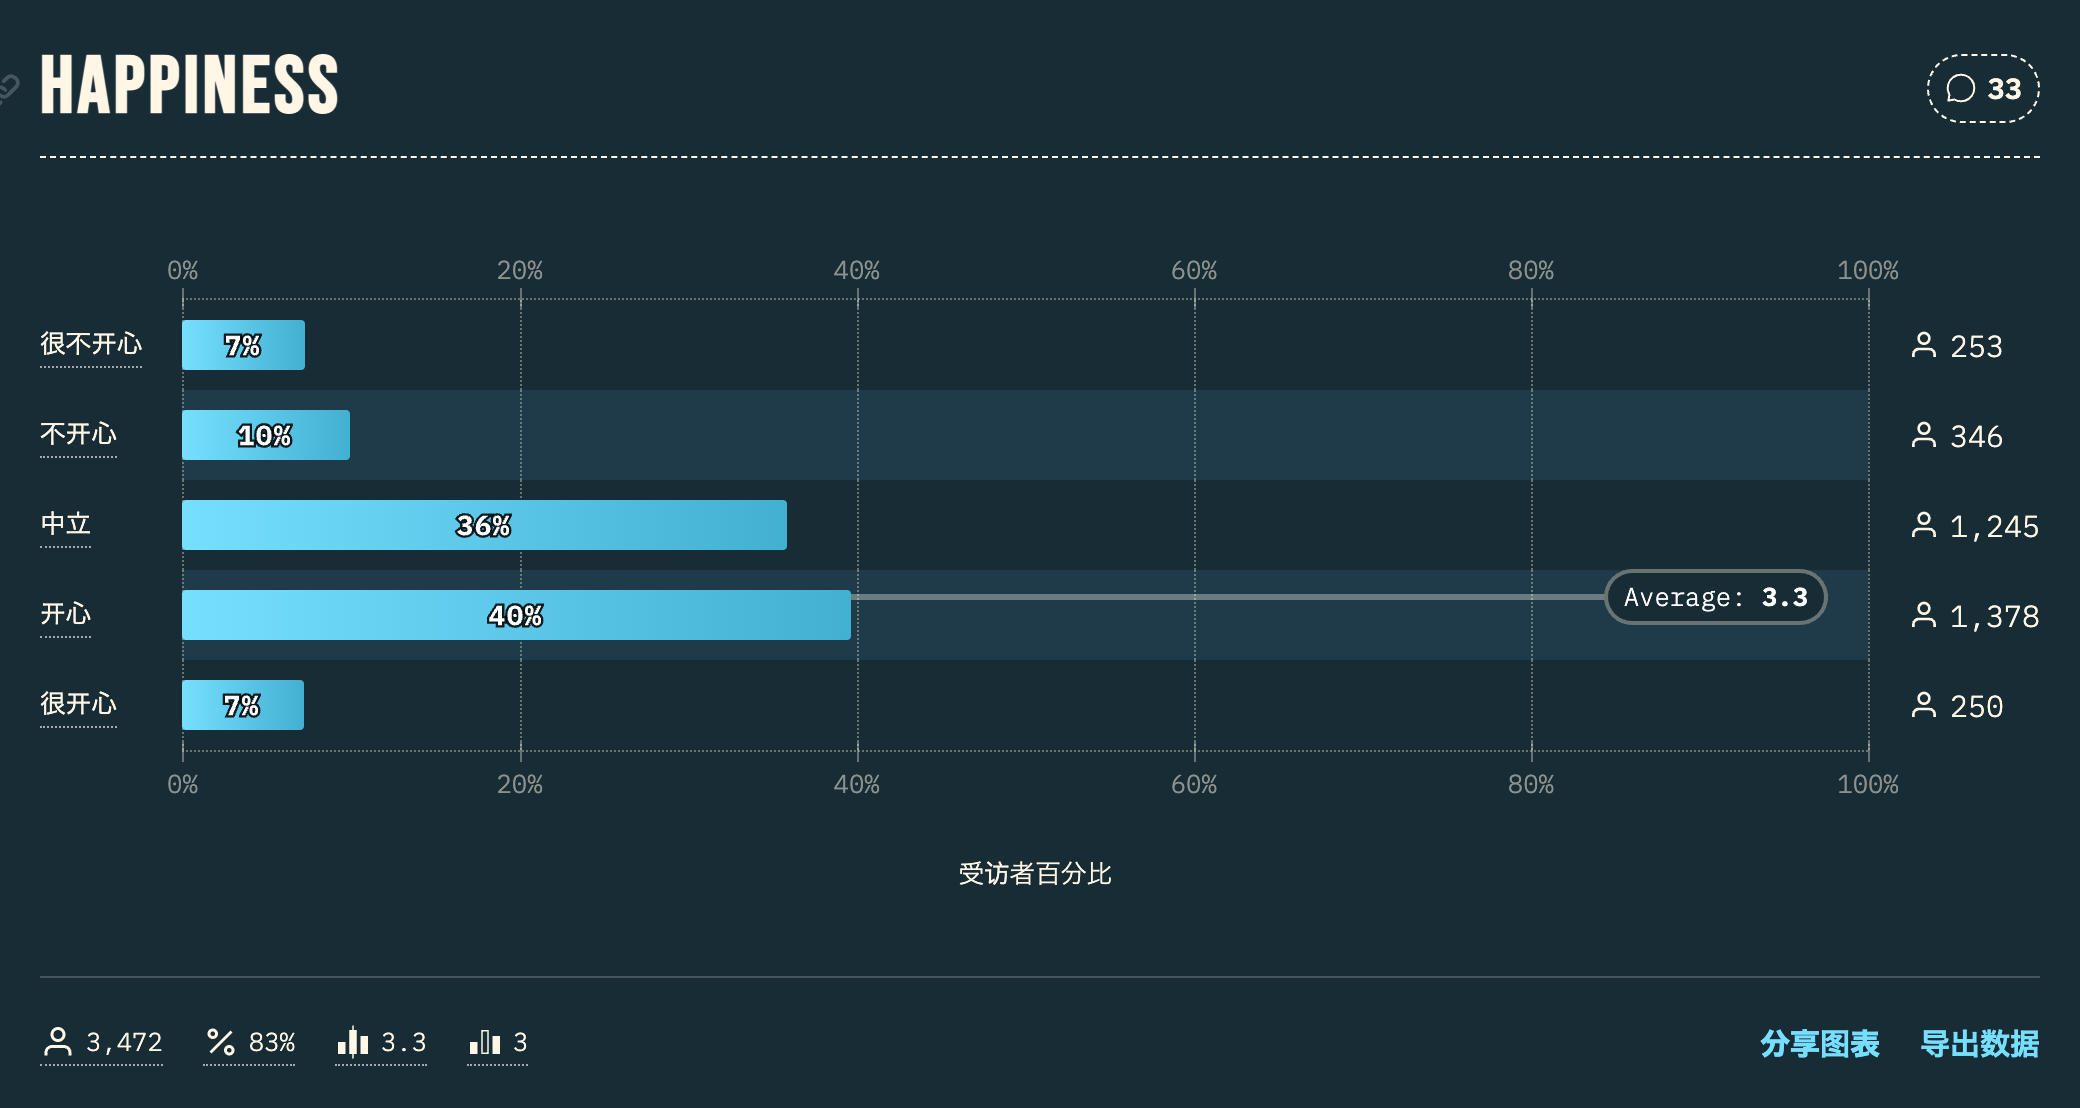 HAPPINESS
33
0% 20% 40% 60% 80% 100%
很不开心 7% 253
不开心 10% 346
中立 36% 1,245
Average: 3.3
开心 40% 1,378
很开心 7% 250
0% 20% 40% 60% 80% 100%
受访者百分比
3,472 83% 3.3 3 分享图表 导出数据